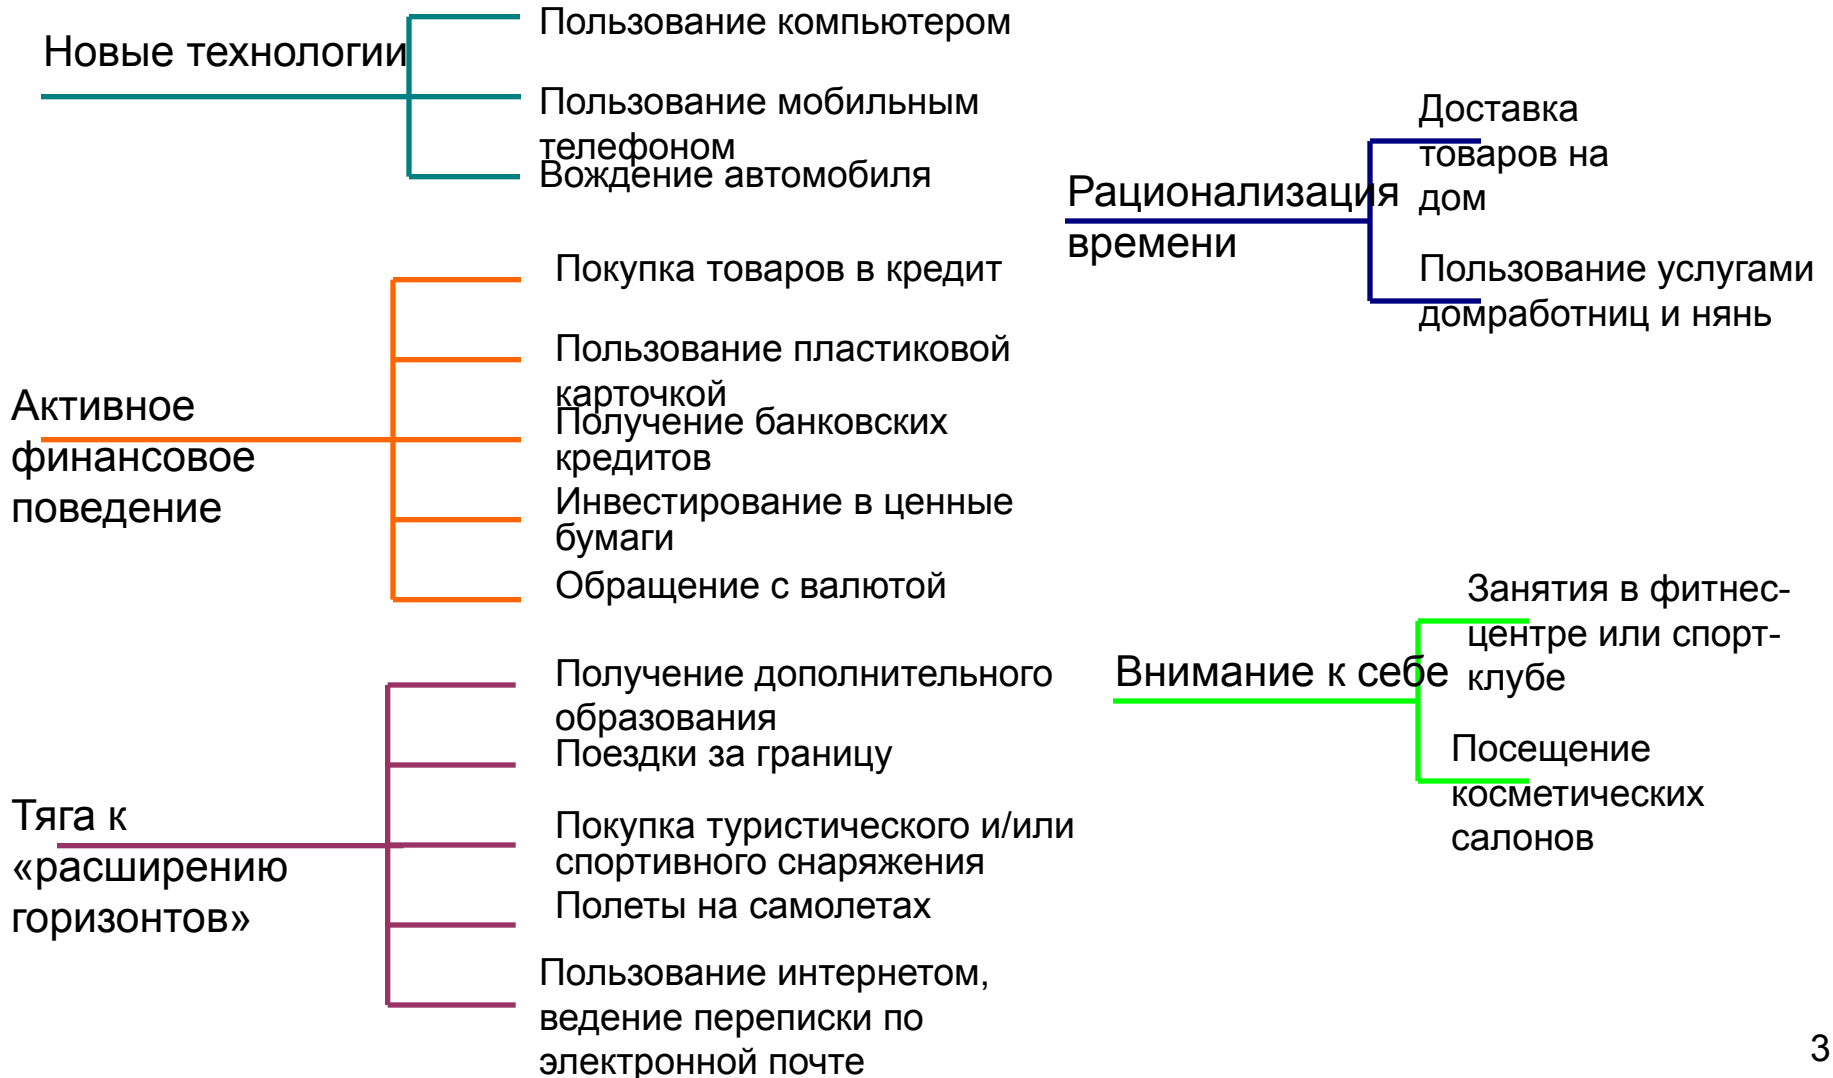 Новые технологии
Пользование компьютером
Пользование мобильным
телефоном
Вождение автомобиля
Активное
финансовое
поведение
Покупка товаров в кредит
Пользование пластиковой
карточкой
Получение банковских
кредитов
Инвестирование в ценные
бумаги
Обращение с валютой
Тяга к
«расширению
горизонтов»
Получение дополнительного
образования
Поездки за границу
Покупка туристического и/или
спортивного снаряжения
Полеты на самолетах
Пользование интернетом,
ведение переписки по
электронной почте
Рационализация
времени
Доставка
товаров на
дом
Пользование услугами
домработниц и нянь
Внимание к себе
Занятия в фитнес-
центре или спорт-
клубе
Посещение
косметических
салонов
3